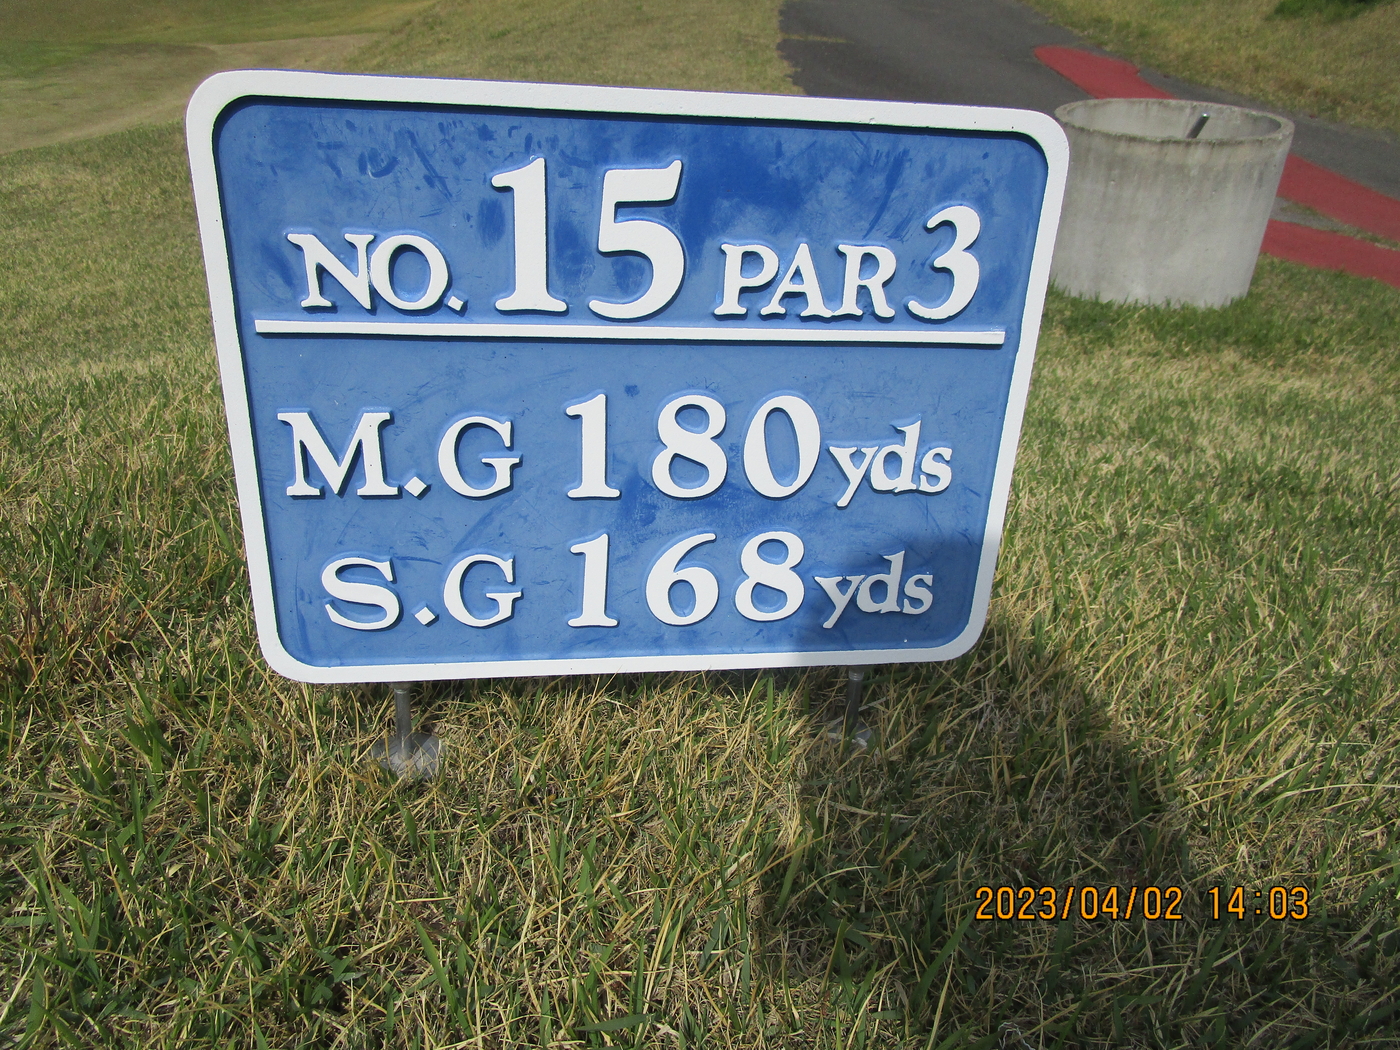 NO. 15 PAR 3
M.G 180 yds
S.G 168 yds
2023/04/02 14:03